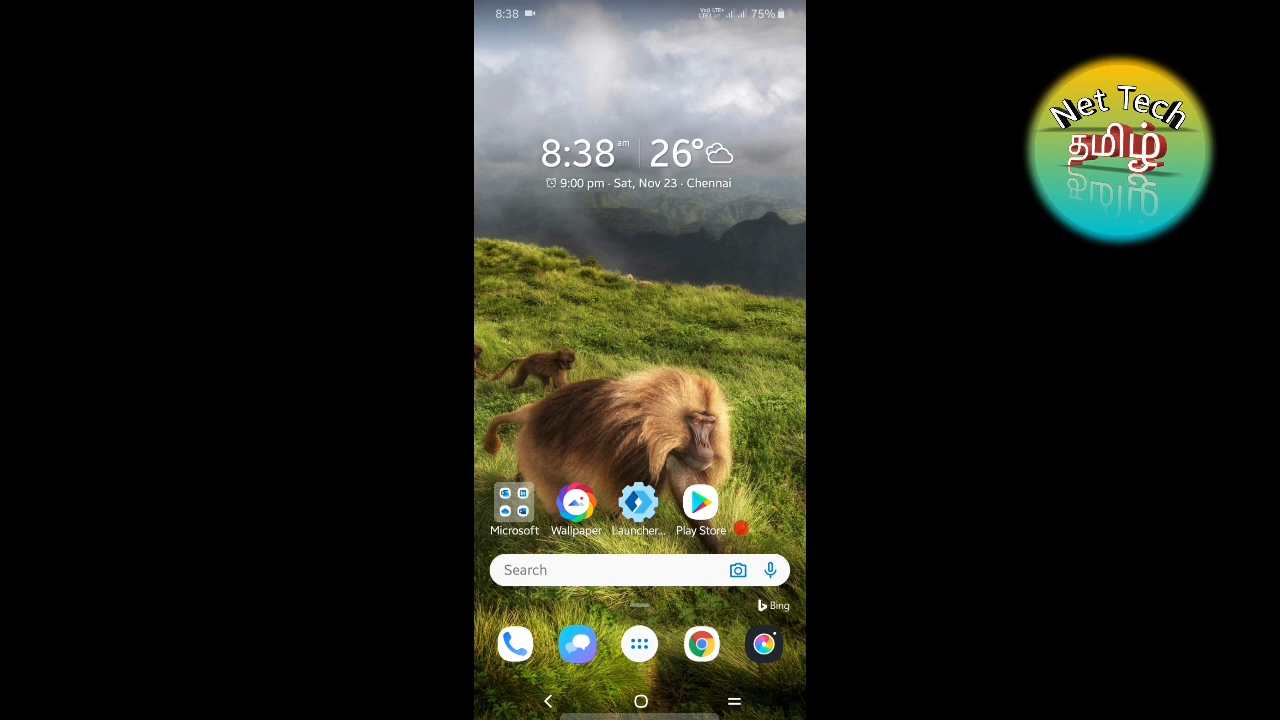 8:38
75%
Net Tech
தமிழ்
8:38 am 26°
9:00 pm · Sat, Nov 23 · Chennai
Microsoft Wallpaper Launcher... Play Store
Search
Bing